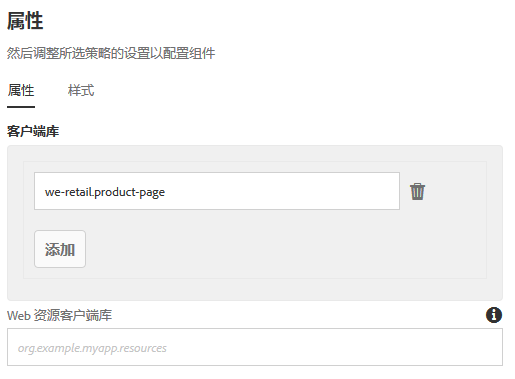 属性
然后调整所选策略的设置以配置组件
属性 样式
客户端库
we-retail.product-page
添加
Web 资源客户端库
org.example.myapp.resources